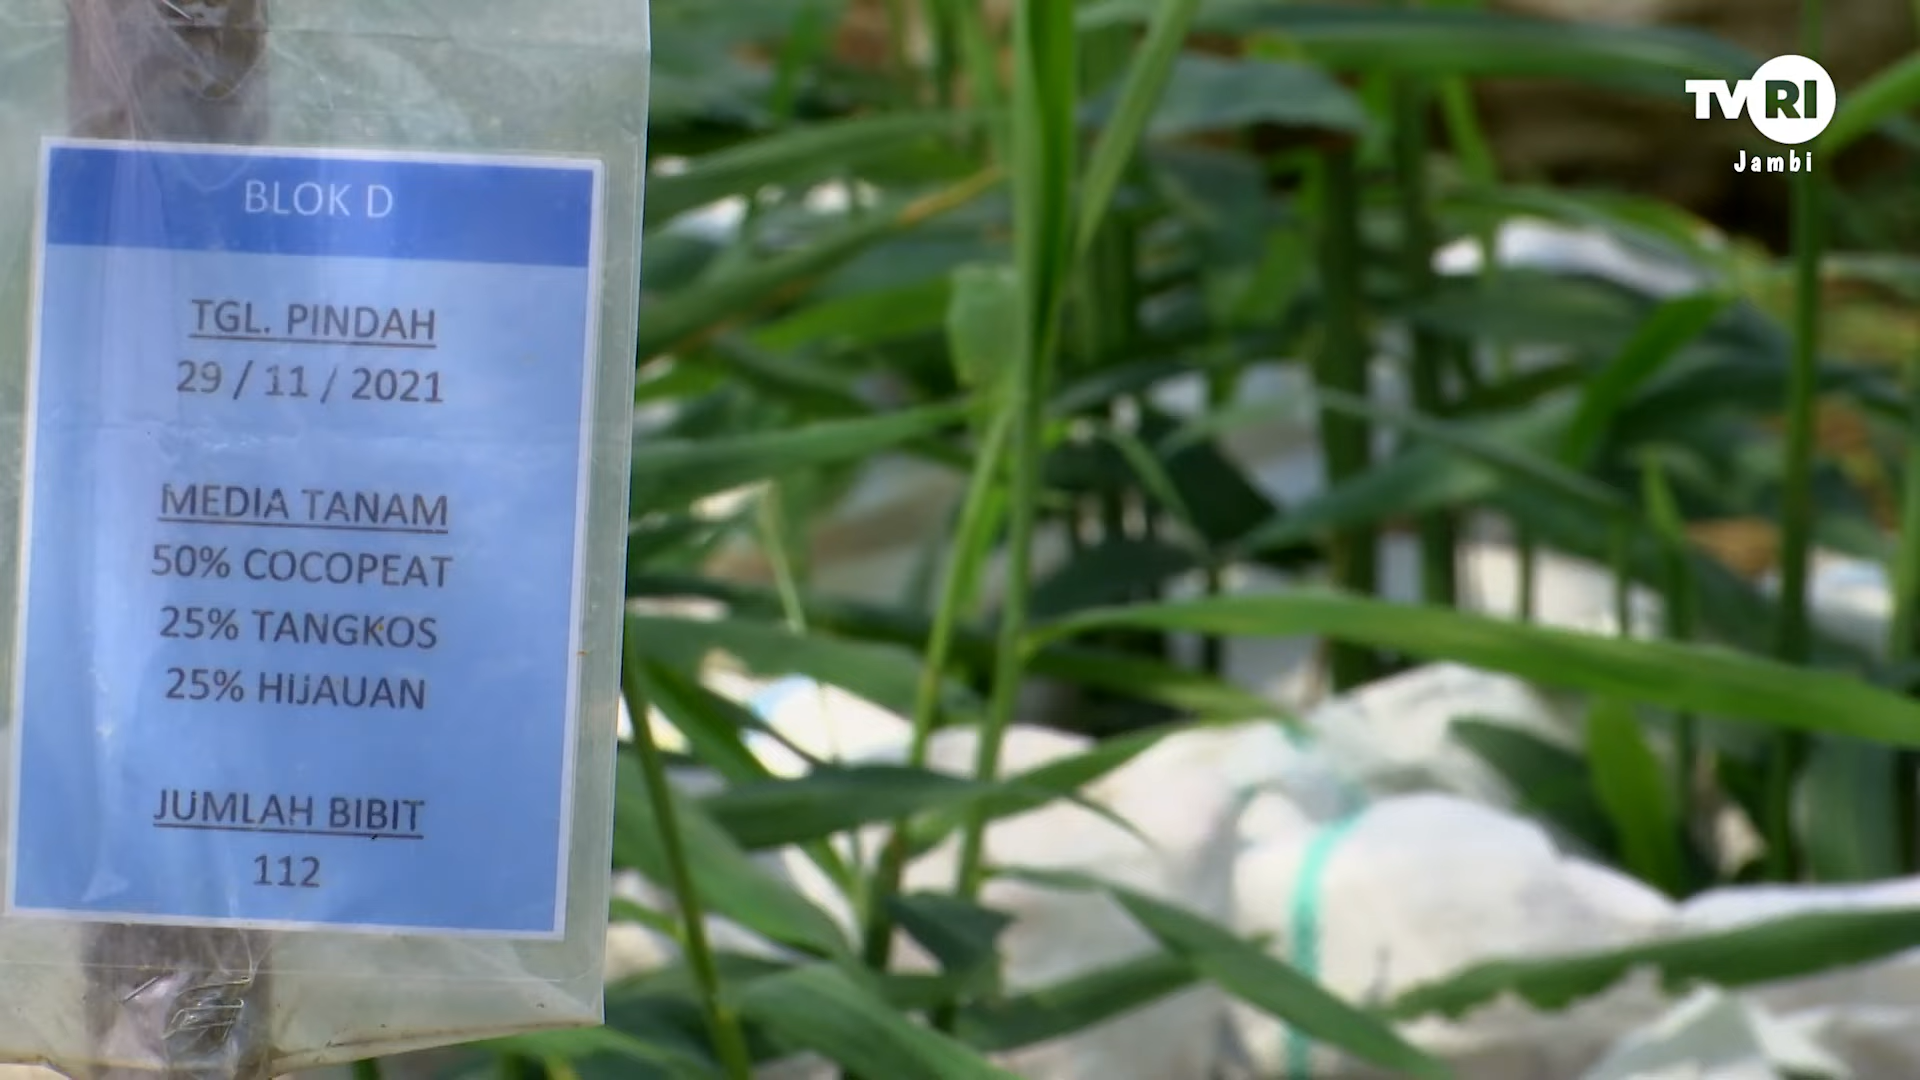 TVRI
Jambi
BLOK D
TGL. PINDAH
29 / 11 / 2021
MEDIA TANAM
50% COCOPEAT
25% TANGKOS
25% HIJAUAN
JUMLAH BIBIT
112